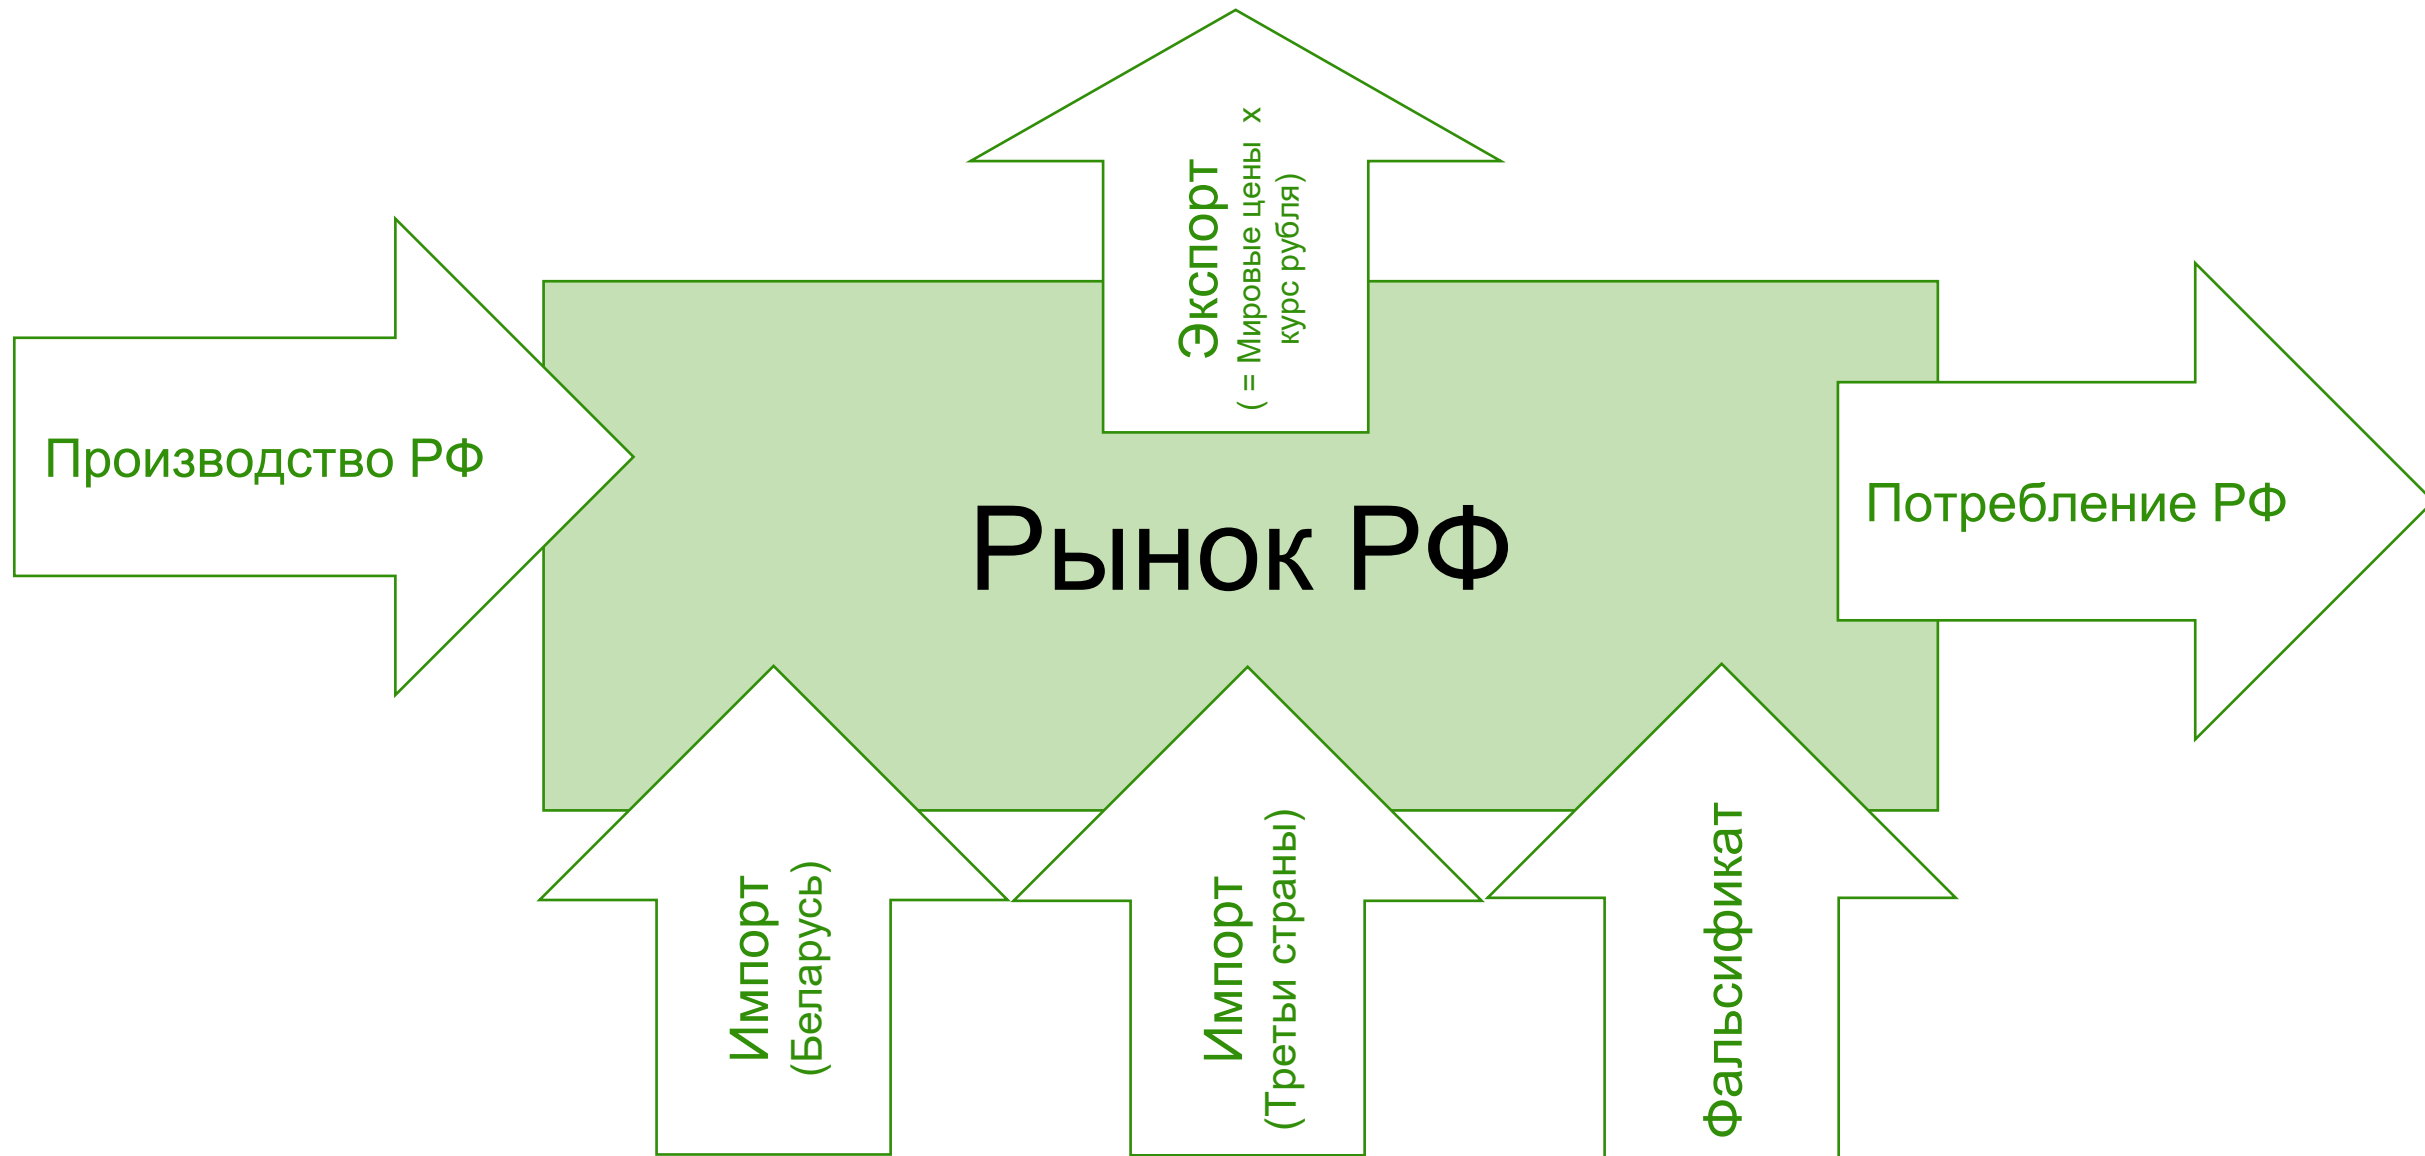 Экспорт
( = Мировые цены x
курс рубля)
Производство РФ
Рынок РФ
Потребление РФ
Импорт
(Беларусь)
Импорт
(Третьи страны)
Фальсификат